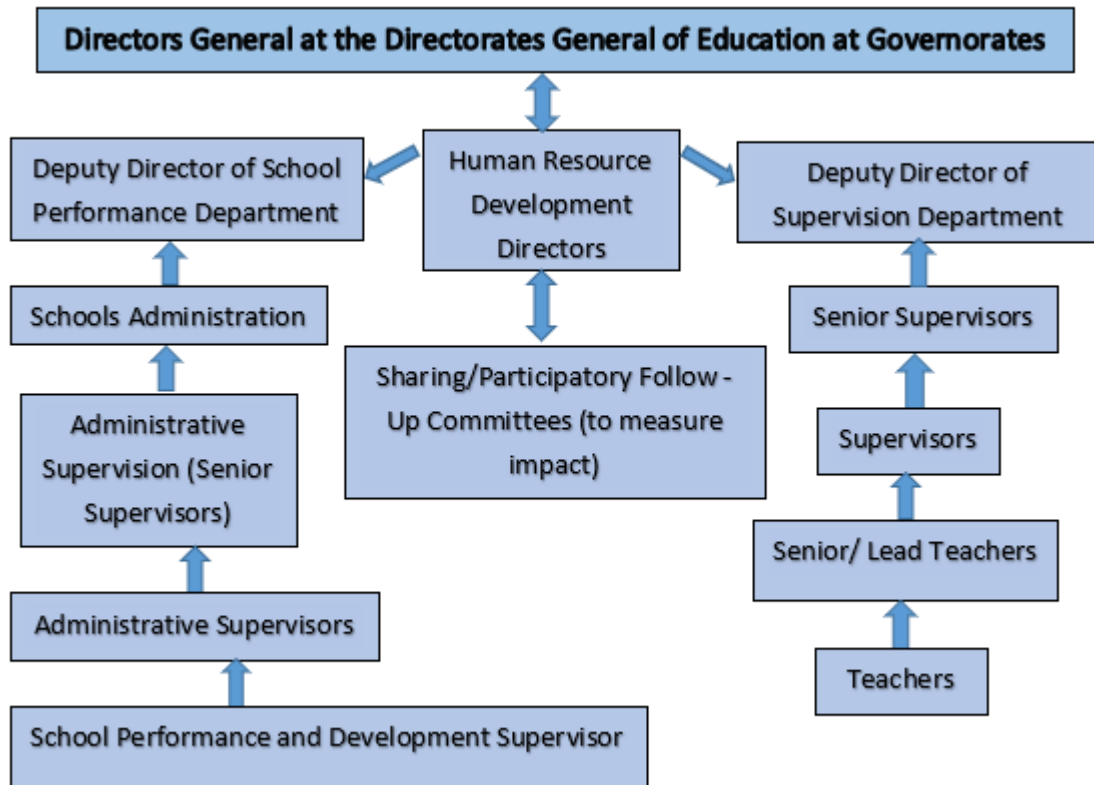 Directors General at the Directorates General of Education at Governorates
Deputy Director of School
Performance Department
Human Resource
Development
Directors
Deputy Director of
Supervision Department
Schools Administration
Senior Supervisors
Sharing/Participatory Follow -
Up Committees (to measure
impact)
Administrative
Supervision (Senior
Supervisors)
Supervisors
Senior/ Lead Teachers
Administrative Supervisors
Teachers
School Performance and Development Supervisor